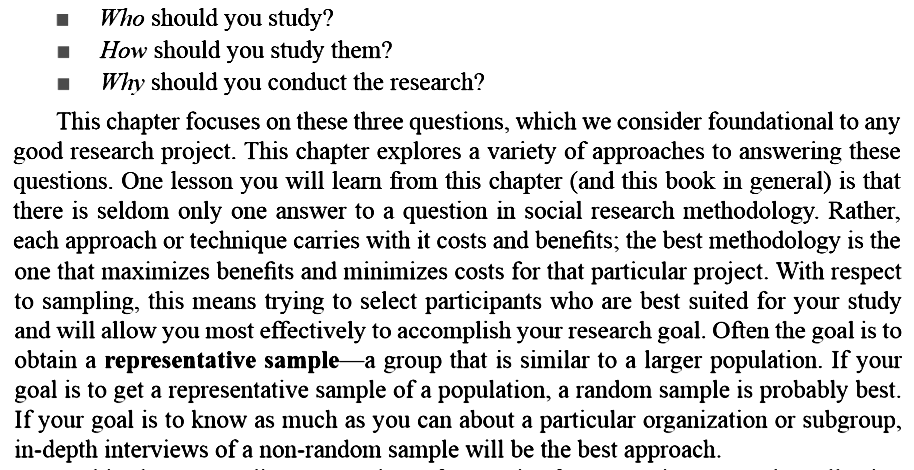 ■ Who should you study?
■ How should you study them?
■ Why should you conduct the research?
This chapter focuses on these three questions, which we consider foundational to any
good research project. This chapter explores a variety of approaches to answering these
questions. One lesson you will learn from this chapter (and this book in general) is that
there is seldom only one answer to a question in social research methodology. Rather,
each approach or technique carries with it costs and benefits; the best methodology is the
one that maximizes benefits and minimizes costs for that particular project. With respect
to sampling, this means trying to select participants who are best suited for your study
and will allow you most effectively to accomplish your research goal. Often the goal is to
obtain a representative sample—a group that is similar to a larger population. If your
goal is to get a representative sample of a population, a random sample is probably best.
If your goal is to know as much as you can about a particular organization or subgroup,
in-depth interviews of a non-random sample will be the best approach.